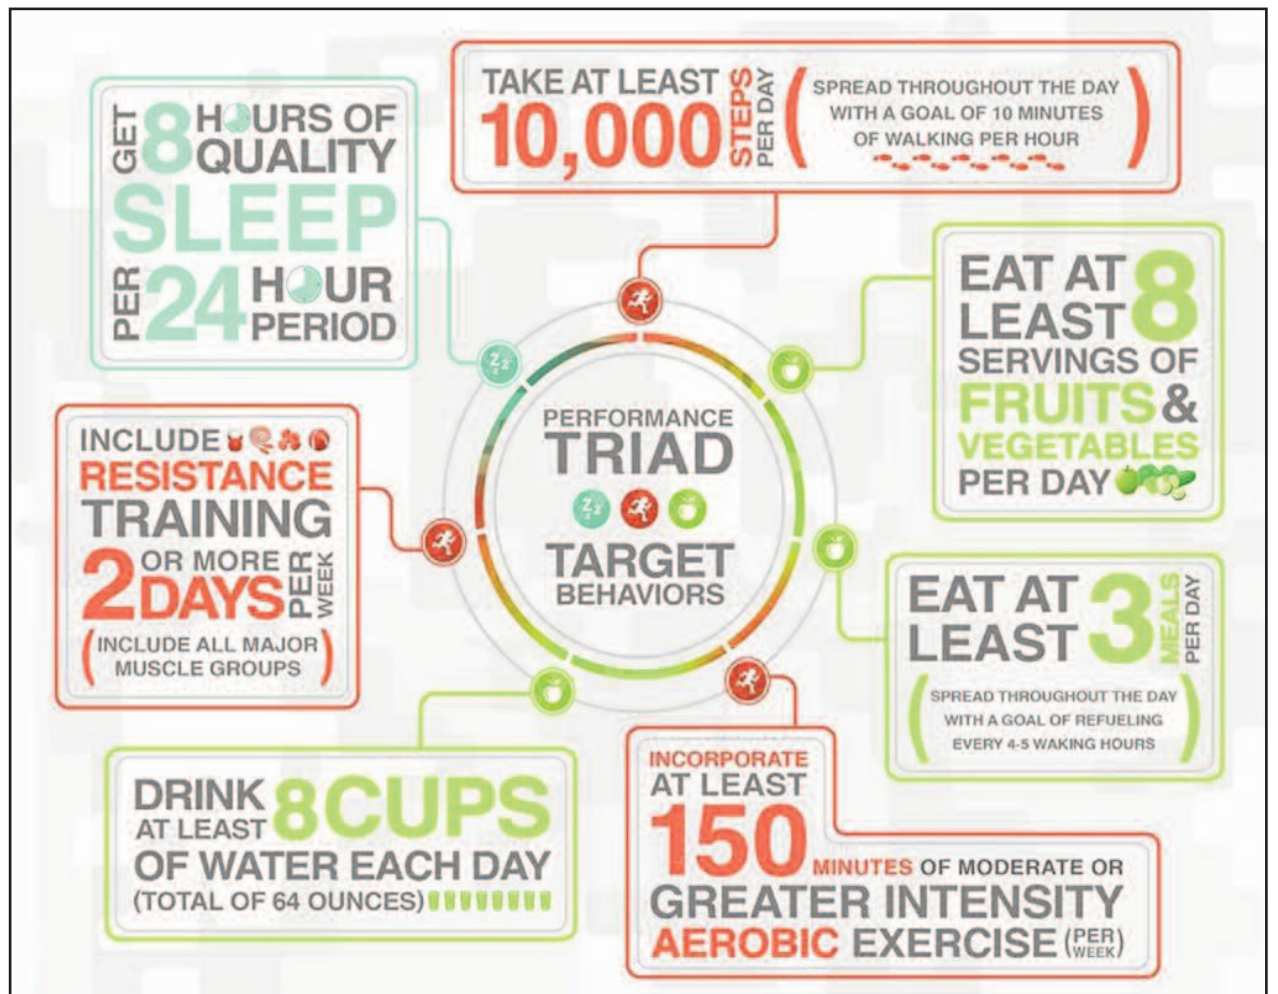 GET 8 HOURS OF
QUALITY
SLEEP
PER 24 HOUR
PERIOD
TAKE AT LEAST
10,000 STEPS PER DAY
(SPREAD THROUGHOUT THE DAY
WITH A GOAL OF 10 MINUTES
OF WALKING PER HOUR)
EAT AT
LEAST 8
SERVINGS OF
FRUITS &
VEGETABLES
PER DAY
INCLUDE
RESISTANCE
TRAINING
2 OR MORE
DAYS PER WEEK
(INCLUDE ALL MAJOR
MUSCLE GROUPS)
PERFORMANCE
TRIAD
TARGET
BEHAVIORS
EAT AT
LEAST 3 MEALS PER DAY
(SPREAD THROUGHOUT THE DAY
WITH A GOAL OF REFUELING
EVERY 4-5 WAKING HOURS)
DRINK
AT LEAST 8 CUPS
OF WATER EACH DAY
(TOTAL OF 64 OUNCES)
INCORPORATE
AT LEAST
150 MINUTES OF MODERATE OR
GREATER INTENSITY
AEROBIC EXERCISE (PER WEEK)